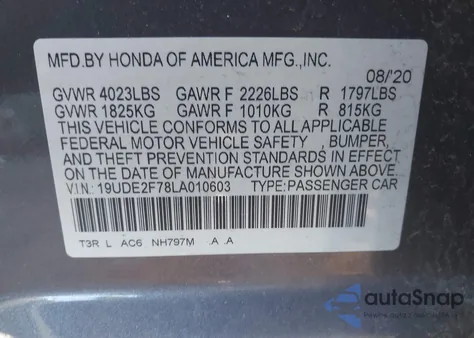 MFD.BY HONDA OF AMERICA MFG.,INC.
08/'20
GVWR 4023LBS GAWR F 2226LBS R 1797LBS
GVWR 1825KG GAWR F 1010KG R 815KG
THIS VEHICLE CONFORMS TO ALL APPLICABLE
FEDERAL MOTOR VEHICLE SAFETY , BUMPER,
AND THEFT PREVENTION STANDARDS IN EFFECT
ON THE DATE OF MANUFACTURE SHOWN ABOVE.
V.I.N: 19UDE2F78LA010603 TYPE:PASSENGER CAR
T3R L AC6 NH797M .A .A
autaSnap